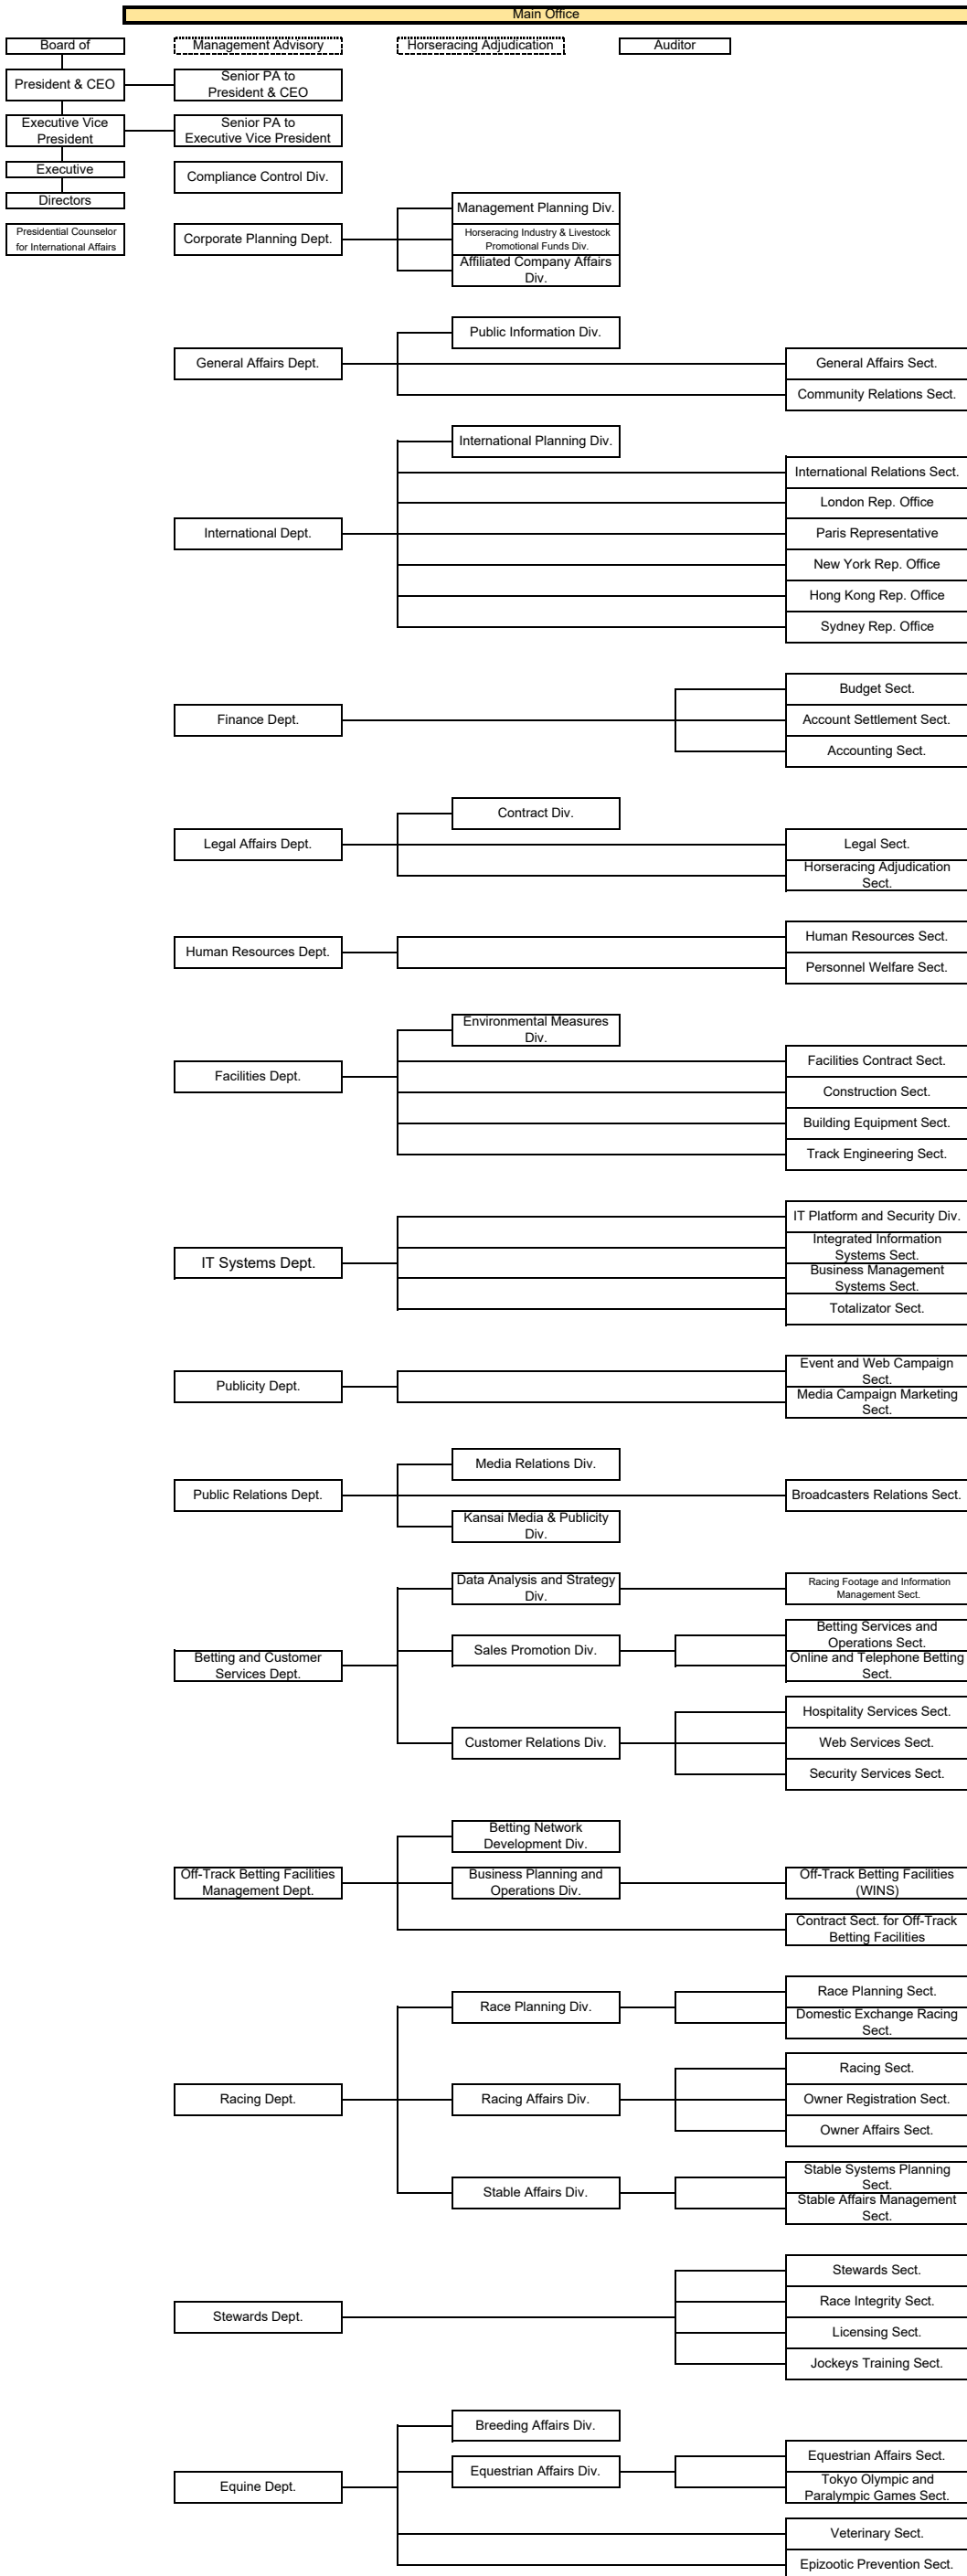 Main Office
Board of
Management Advisory
Horseracing Adjudication
Auditor
President & CEO
Senior PA to
President & CEO
Executive Vice
President
Senior PA to
Executive Vice President
Executive
Directors
Compliance Control Div.
Presidential Counselor
for International Affairs
Corporate Planning Dept.
Management Planning Div.
Horseracing Industry & Livestock
Promotional Funds Div.
Affiliated Company Affairs
Div.
General Affairs Dept.
Public Information Div.
General Affairs Sect.
Community Relations Sect.
International Dept.
International Planning Div.
International Relations Sect.
London Rep. Office
Paris Representative
New York Rep. Office
Hong Kong Rep. Office
Sydney Rep. Office
Finance Dept.
Budget Sect.
Account Settlement Sect.
Accounting Sect.
Legal Affairs Dept.
Contract Div.
Legal Sect.
Horseracing Adjudication
Sect.
Human Resources Dept.
Human Resources Sect.
Personnel Welfare Sect.
Facilities Dept.
Environmental Measures
Div.
Facilities Contract Sect.
Construction Sect.
Building Equipment Sect.
Track Engineering Sect.
IT Systems Dept.
IT Platform and Security Div.
Integrated Information
Systems Sect.
Business Management
Systems Sect.
Totalizator Sect.
Publicity Dept.
Event and Web Campaign
Sect.
Media Campaign Marketing
Sect.
Public Relations Dept.
Media Relations Div.
Broadcasters Relations Sect.
Kansai Media & Publicity
Div.
Betting and Customer
Services Dept.
Data Analysis and Strategy
Div.
Racing Footage and Information
Management Sect.
Sales Promotion Div.
Betting Services and
Operations Sect.
Online and Telephone Betting
Sect.
Customer Relations Div.
Hospitality Services Sect.
Web Services Sect.
Security Services Sect.
Off-Track Betting Facilities
Management Dept.
Betting Network
Development Div.
Business Planning and
Operations Div.
Off-Track Betting Facilities
(WINS)
Contract Sect. for Off-Track
Betting Facilities
Racing Dept.
Race Planning Div.
Race Planning Sect.
Domestic Exchange Racing
Sect.
Racing Affairs Div.
Racing Sect.
Owner Registration Sect.
Owner Affairs Sect.
Stable Affairs Div.
Stable Systems Planning
Sect.
Stable Affairs Management
Sect.
Stewards Dept.
Stewards Sect.
Race Integrity Sect.
Licensing Sect.
Jockeys Training Sect.
Equine Dept.
Breeding Affairs Div.
Equestrian Affairs Div.
Equestrian Affairs Sect.
Tokyo Olympic and
Paralympic Games Sect.
Veterinary Sect.
Epizootic Prevention Sect.